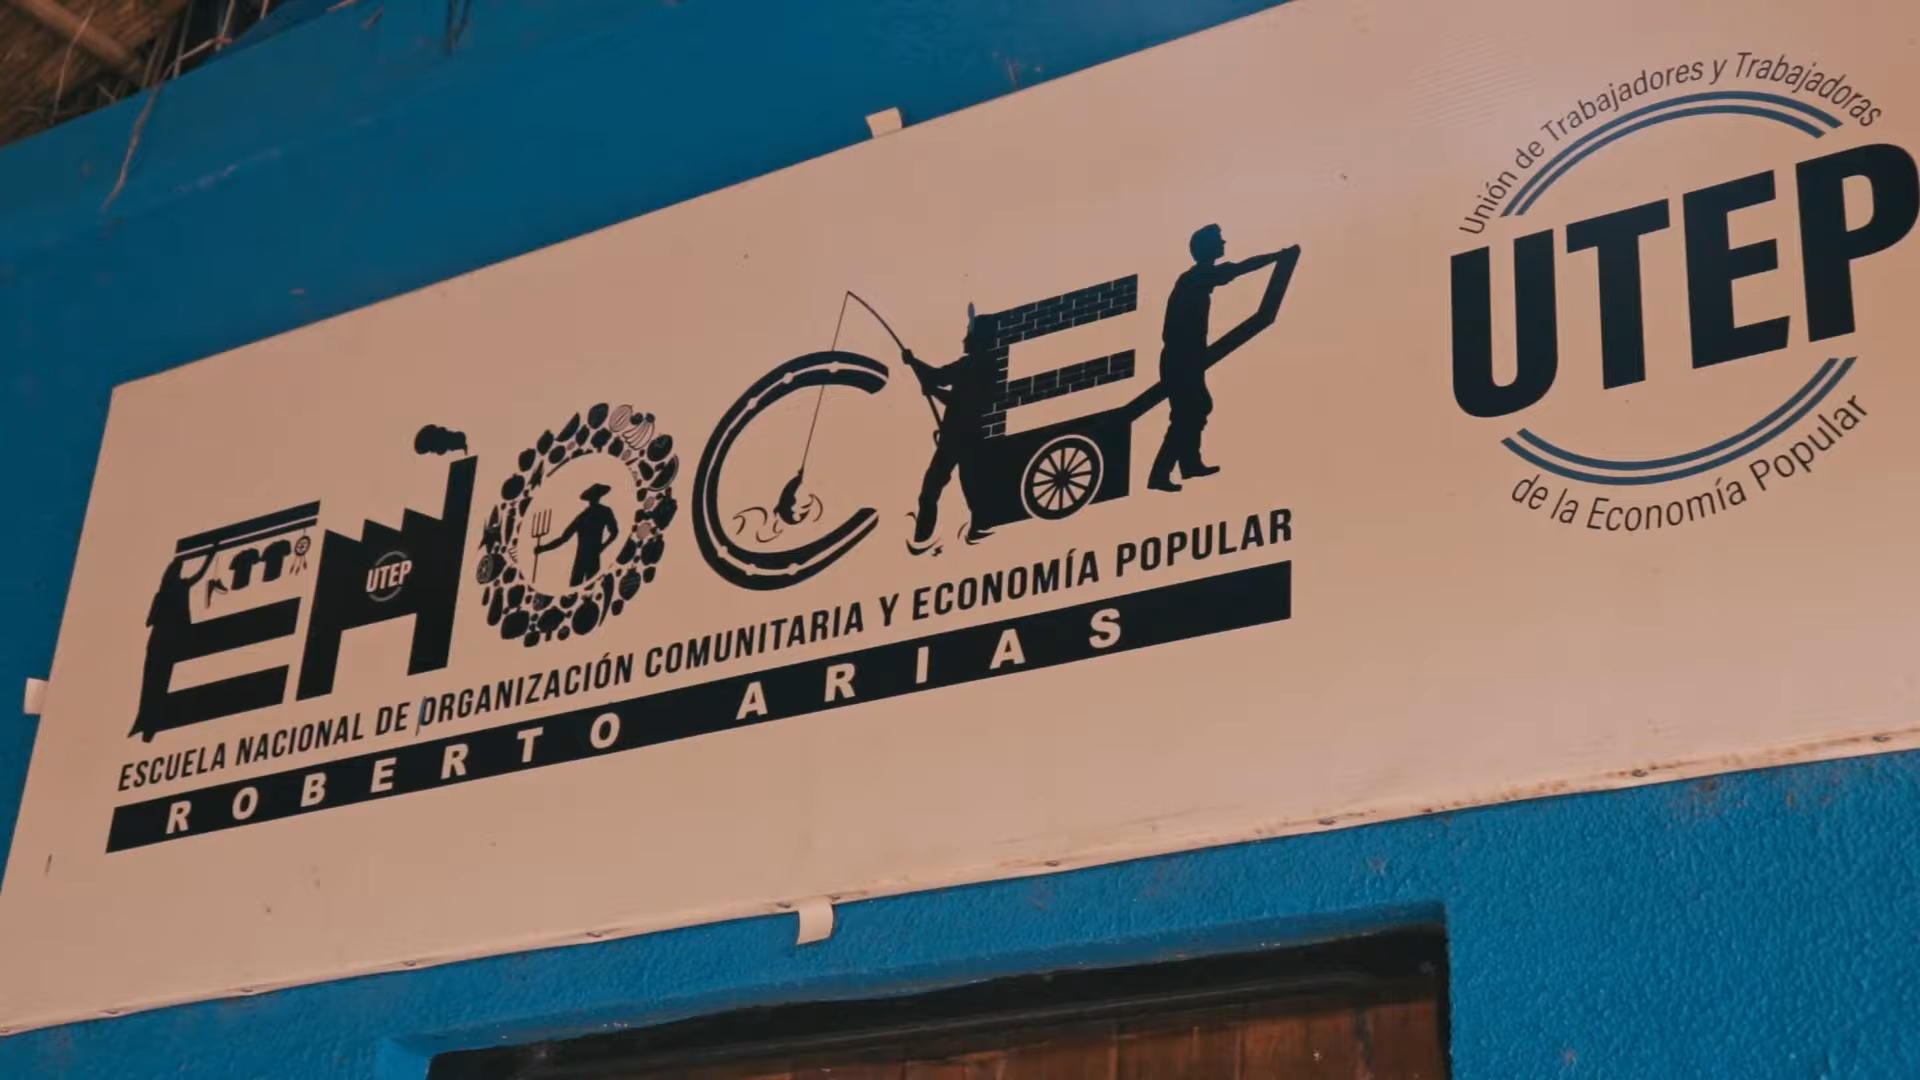 ENOCEP
UTEP
ESCUELA NACIONAL DE ORGANIZACIÓN COMUNITARIA Y ECONOMÍA POPULAR
ROBERTO ARIAS
Unión de Trabajadores y Trabajadoras
UTEP
de la Economía Popular